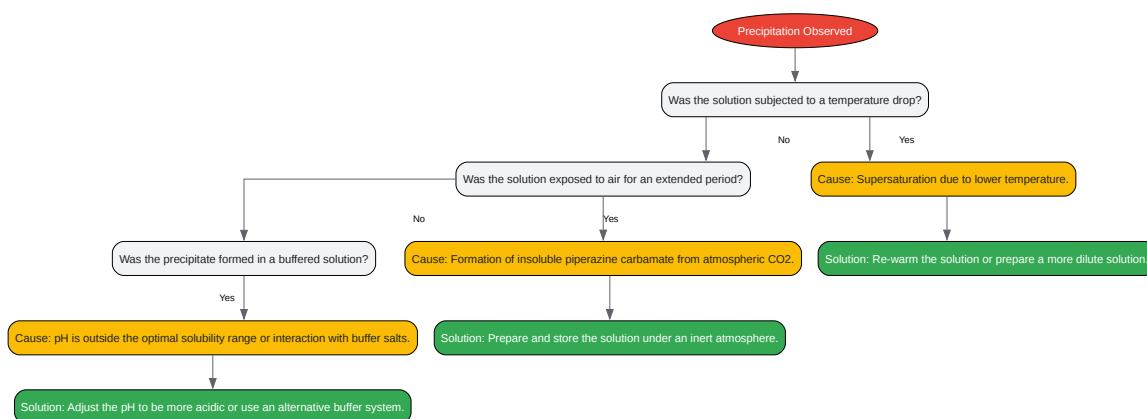 Precipitation Observed
Was the solution subjected to a temperature drop?
No
Yes
Was the solution exposed to air for an extended period?
Cause: Supersaturation due to lower temperature.
No
Yes
Was the precipitate formed in a buffered solution?
Cause: Formation of insoluble piperazine carbamate from atmospheric CO2.
Solution: Re-warm the solution or prepare a more dilute solution.
Yes
Cause: pH is outside the optimal solubility range or interaction with buffer salts.
Solution: Prepare and store the solution under an inert atmosphere.
Solution: Adjust the pH to be more acidic or use an alternative buffer system.